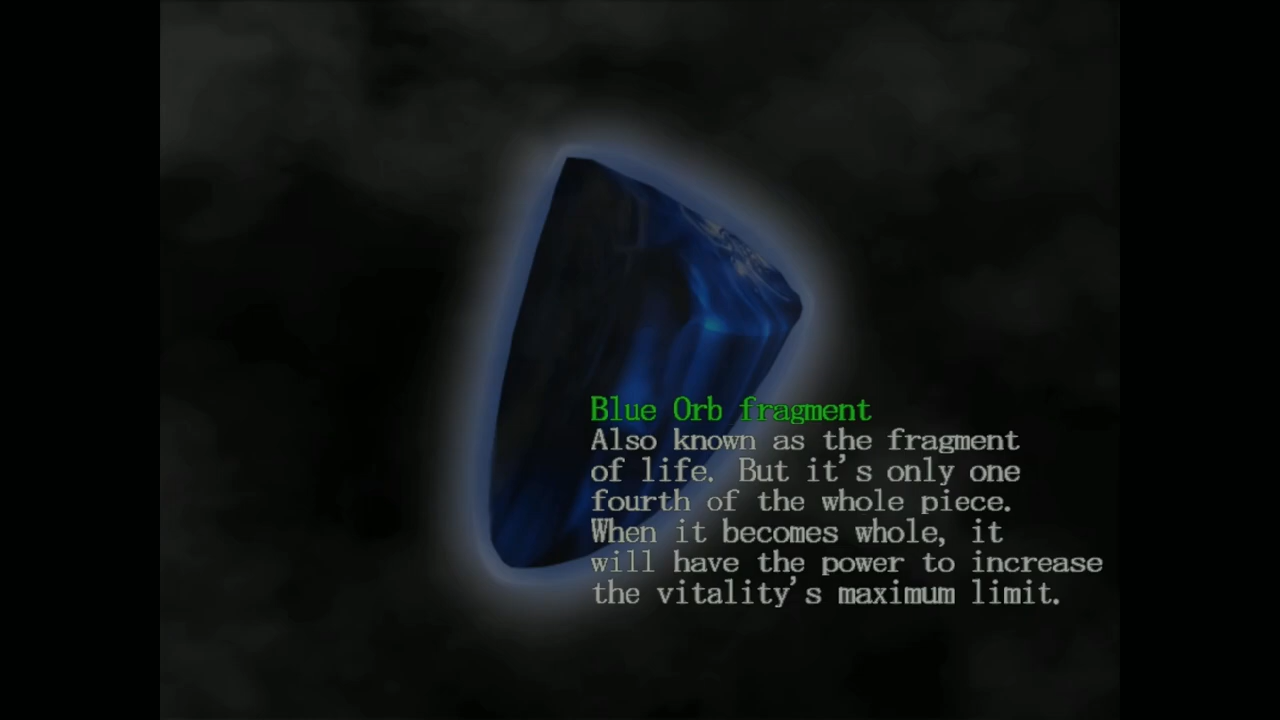 Blue Orb fragment
Also known as the fragment
of life. But it's only one
fourth of the whole piece.
When it becomes whole, it
will have the power to increase
the vitality's maximum limit.